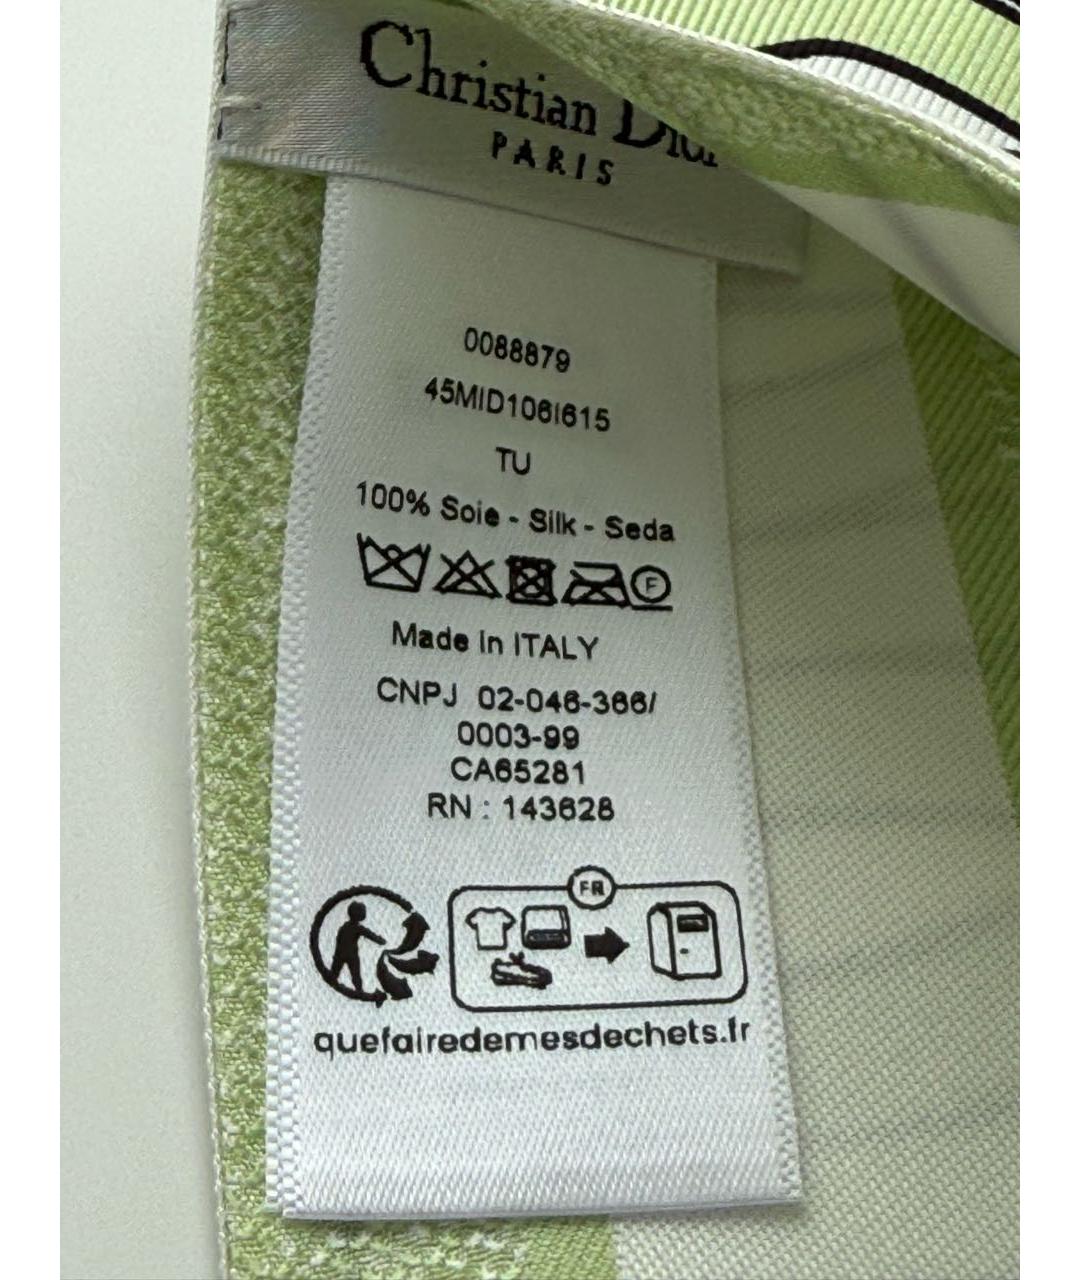 Christian Dior
PARIS
0088879
45MID106I615
TU
100% Soie - Silk - Seda
F
Made in ITALY
CNPJ 02-046-366/
0003-99
CA65281
RN : 143628
FR
quefairedemesdechets.fr